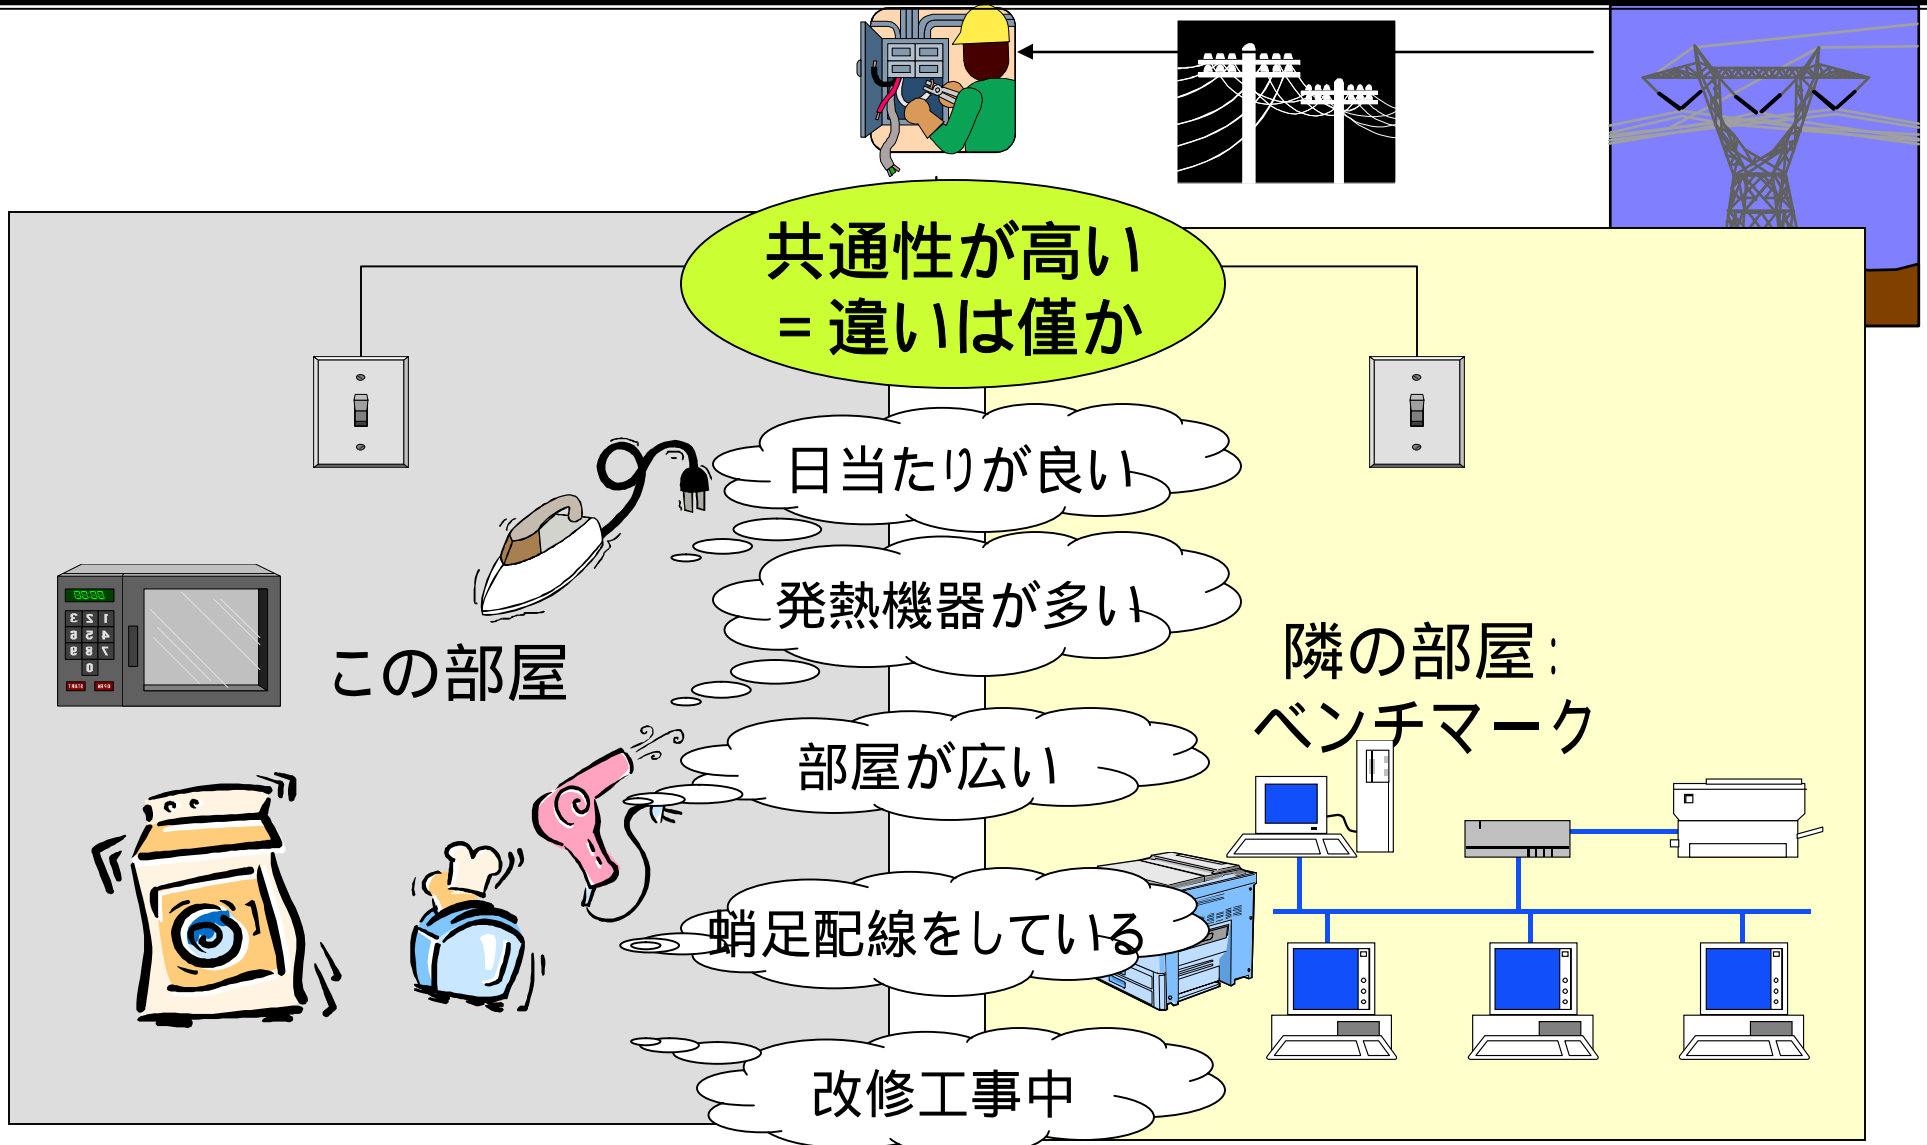 共通性が高い
= 違いは僅か
日当たりが良い
発熱機器が多い
この部屋
隣の部屋:
ベンチマーク
部屋が広い
蛸足配線をしている
改修工事中